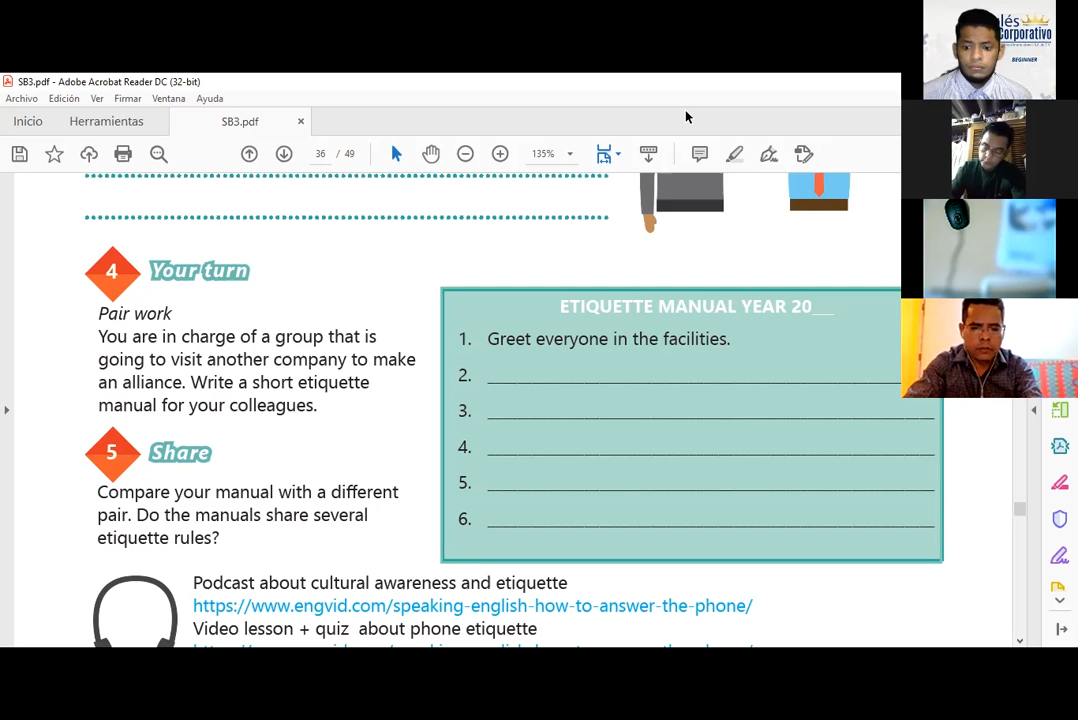 SB3.pdf - Adobe Acrobat Reader DC (32-bit)
Archivo Edición Ver Firmar Ventana Ayuda
Inicio Herramientas SB3.pdf ×
36 / 49 135%
4 Your turn
Pair work
You are in charge of a group that is
going to visit another company to make
an alliance. Write a short etiquette
manual for your colleagues.
5 Share
Compare your manual with a different
pair. Do the manuals share several
etiquette rules?
ETIQUETTE MANUAL YEAR 20__
1. Greet everyone in the facilities.
2.
3.
4.
5.
6.
Podcast about cultural awareness and etiquette
https://www.engvid.com/speaking-english-how-to-answer-the-phone/
Video lesson + quiz about phone etiquette
lés
Corporativo
BEGINNER